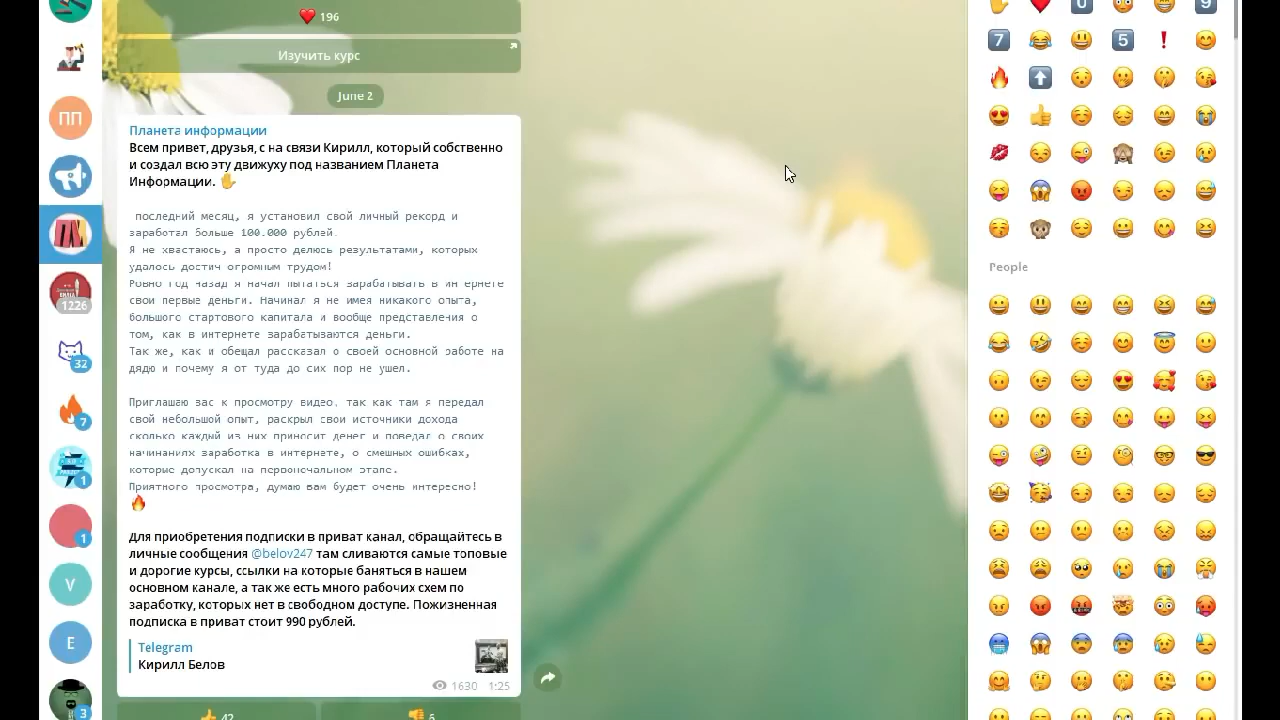 ❤️ 196
Изучить курс
June 2
Планета информации
Всем привет, друзья, с на связи Кирилл, который собственно
и создал всю эту движуху под названием Планета
Информации. ✋
последний месяц, я установил свой личный рекорд и
заработал больше 100.000 рублей.
Я не хвастаюсь, а просто делюсь результатами, которых
удалось достич огромным трудом!
Ровно год назад я начал пытаться зарабатывать в ин ернете
свои первые деньги. Начинал я не имея никакого опыта,
большого стартового капитала и вообще представления о
том, как в интернете зарабатываются деньги.
Так же, как и обещал рассказал о своей основной работе на
дядю и почему я от туда до сих пор не ушел.
Приглашаю вас к просмотру видео, так как там я передал
свой небольшой опыт, раскрыл свои источники дохода
сколько каждый из них приносит денег и поведал о своих
начинаниях заработка в интернете, о смешных ошибках,
которые допускал на первоначальном этапе.
Приятного просмотра, думаю вам будет очень интересно!
🔥
Для приобретения подписки в приват канал, обращайтесь в
личные сообщения @belov247 там сливаются самые топовые
и дорогие курсы, ссылки на которые баняться в нашем
основном канале, а так же есть много рабочих схем по
заработку, которых нет в свободном доступе. Пожизненная
подписка в приват стоит 990 рублей.
Telegram
Кирилл Белов
1630 1:25
👍 42 👎 6
ПП
1226
32
7
1
1
V
E
3
0 9
7 5
People